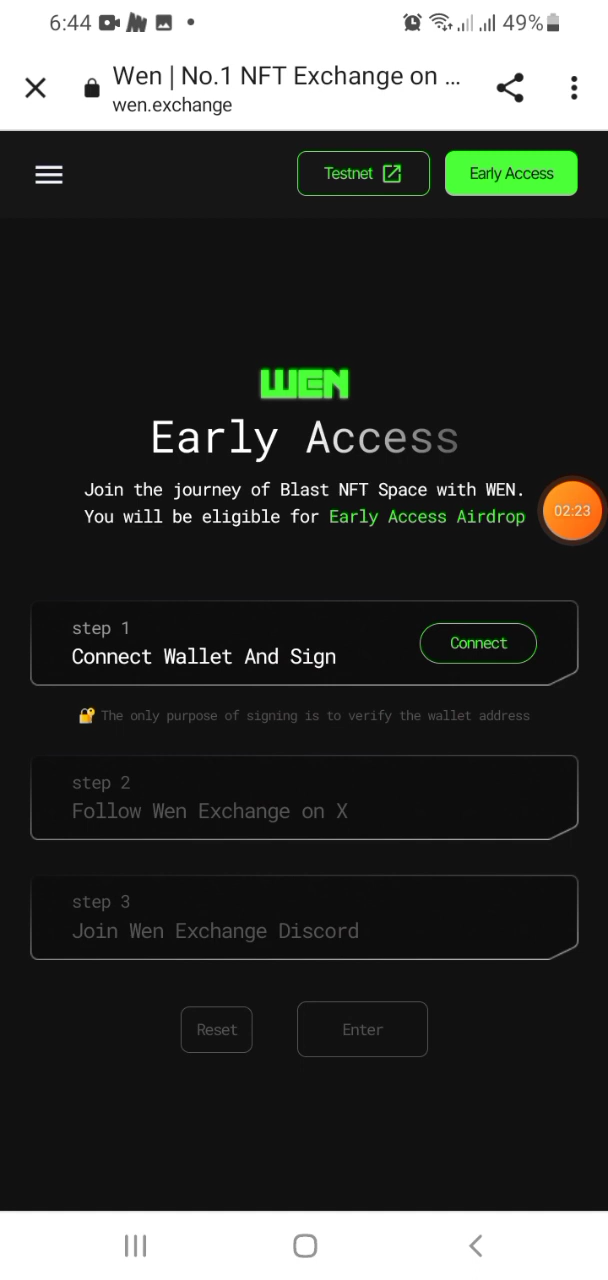 6:44
49%
Wen | No.1 NFT Exchange on ...
wen.exchange
Testnet
Early Access
WEN
Early Access
Join the journey of Blast NFT Space with WEN.
You will be eligible for Early Access Airdrop
02:23
step 1
Connect Wallet And Sign
Connect
The only purpose of signing is to verify the wallet address
step 2
Follow Wen Exchange on X
step 3
Join Wen Exchange Discord
Reset
Enter